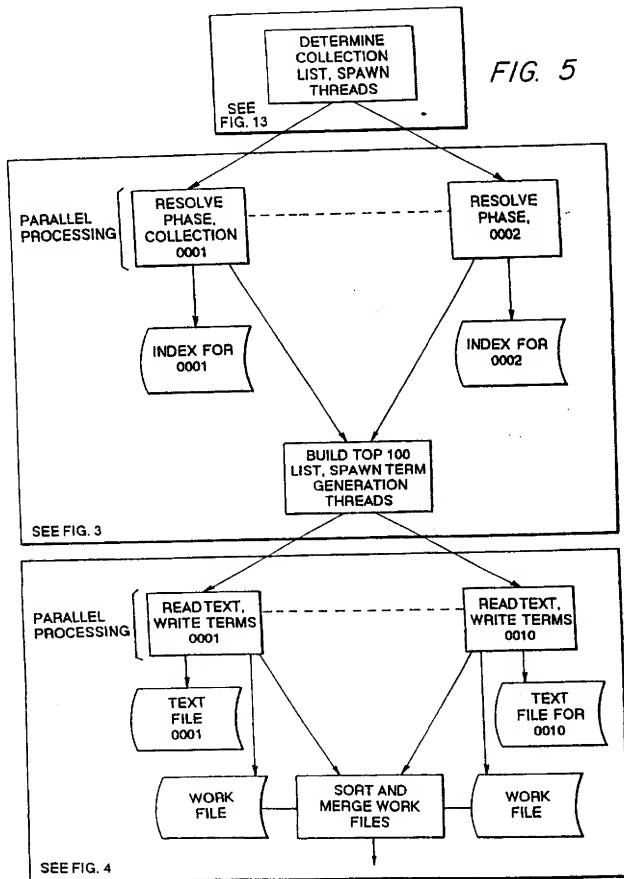 FIG. 5
DETERMINE
COLLECTION
LIST, SPAWN
THREADS
SEE
FIG. 13
PARALLEL
PROCESSING
RESOLVE
PHASE,
COLLECTION
0001
RESOLVE
PHASE,
0002
INDEX FOR
0001
INDEX FOR
0002
BUILD TOP 100
LIST, SPAWN TERM
GENERATION
THREADS
SEE FIG. 3
PARALLEL
PROCESSING
READ TEXT,
WRITE TERMS
0001
READ TEXT,
WRITE TERMS
0010
TEXT
FILE
0001
TEXT
FILE FOR
0010
WORK
FILE
SORT AND
MERGE WORK
FILES
WORK
FILE
SEE FIG. 4